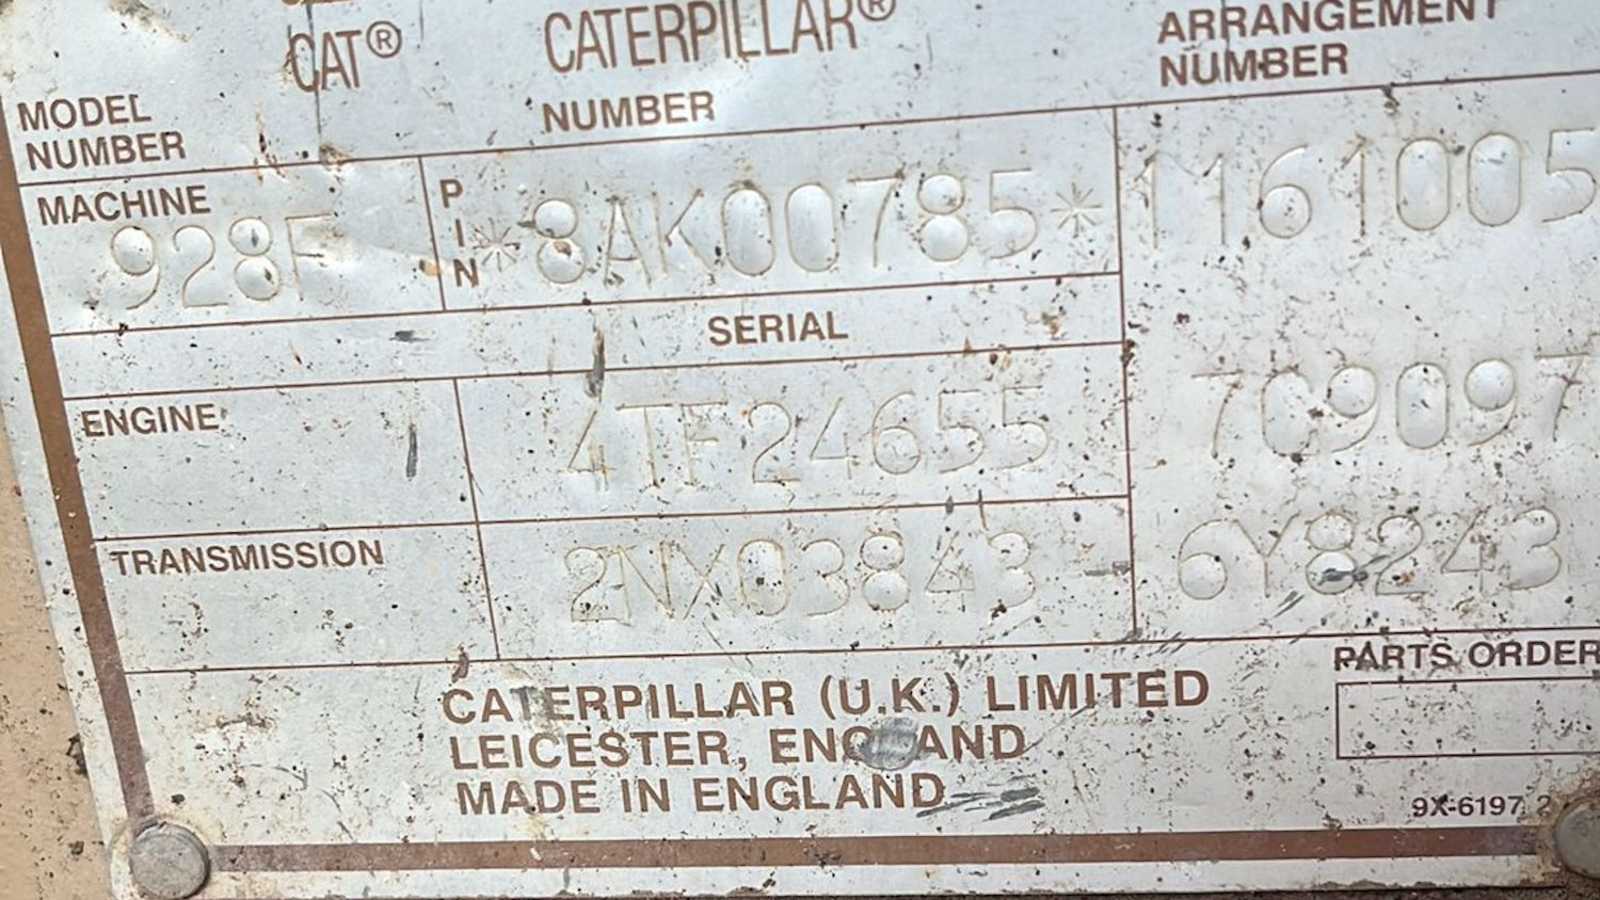 CAT® CATERPILLAR® ARRANGEMENT
MODEL NUMBER NUMBER NUMBER
MACHINE 928F PIN *8AK00785* 1161005
SERIAL
ENGINE 4TF24655 7C9097
TRANSMISSION 2NX03843 6Y8243
CATERPILLAR (U.K.) LIMITED PARTS ORDER
LEICESTER, ENGLAND
MADE IN ENGLAND
9X-6197 2